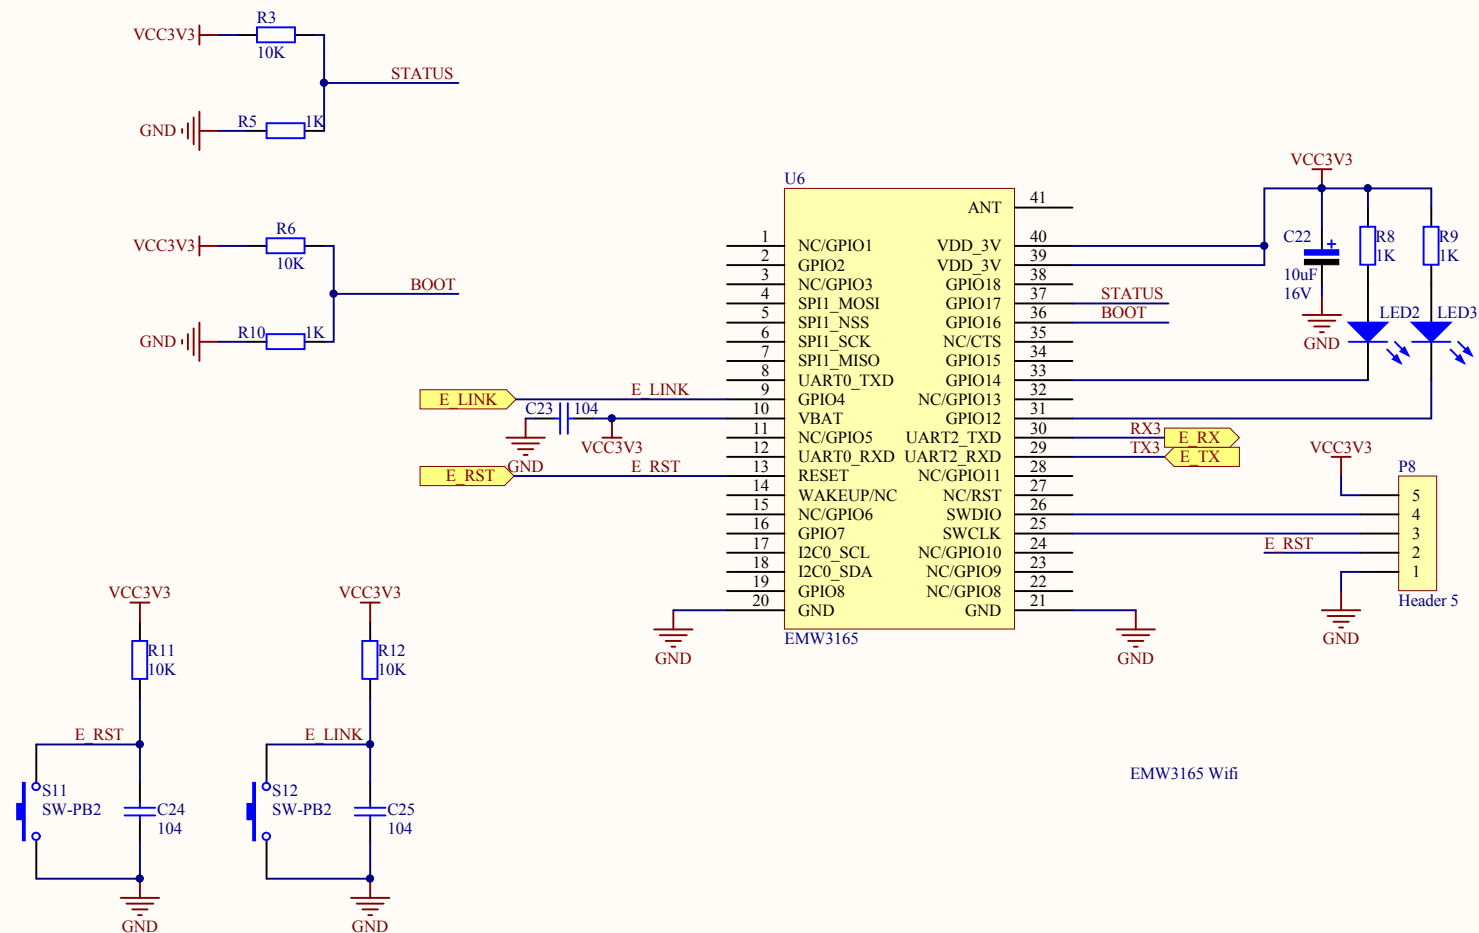 R3
VCC3V3
10K
STATUS
R5
1K
GND
R6
VCC3V3
10K
BOOT
R10
1K
GND
E_LINK
E_LINK
C23
104
VCC3V3
GND
E_RST
E_RST
U6
ANT
41
1
NC/GPIO1
2
GPIO2
3
NC/GPIO3
4
SPI1_MOSI
5
SPI1_NSS
6
SPI1_SCK
7
SPI1_MISO
8
UART0_TXD
9
GPIO4
10
VBAT
11
NC/GPIO5
12
UART0_RXD
13
RESET
14
WAKEUP/NC
15
NC/GPIO6
16
GPIO7
17
I2C0_SCL
18
I2C0_SDA
19
GPIO8
20
GND
VDD_3V
40
VDD_3V
39
GPIO18
38
GPIO17
37
GPIO16
36
NC/CTS
35
GPIO15
34
GPIO14
33
NC/GPIO13
32
GPIO12
31
UART2_TXD
30
UART2_RXD
29
NC/GPIO11
28
NC/RST
27
SWDIO
26
SWCLK
25
NC/GPIO10
24
NC/GPIO9
23
NC/GPIO8
22
GND
21
EMW3165
GND
GND
STATUS
BOOT
VCC3V3
C22
+
10uF
16V
GND
R8
1K
R9
1K
LED2
LED3
RX3
E_RX
TX3
E_TX
VCC3V3
P8
5
4
3
2
1
E_RST
Header 5
GND
VCC3V3
R11
10K
E_RST
S11
SW-PB2
C24
104
GND
VCC3V3
R12
10K
E_LINK
S12
SW-PB2
C25
104
GND
EMW3165 Wifi